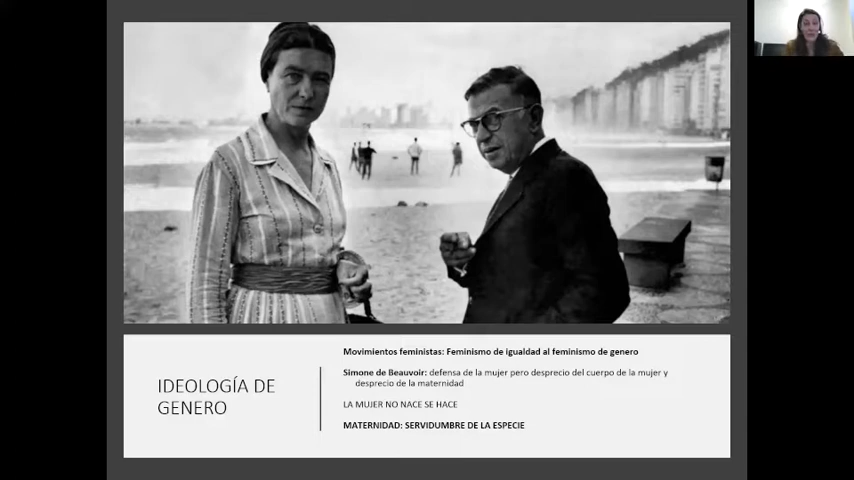 IDEOLOGÍA DE
GENERO
Movimientos feministas: Feminismo de igualdad al feminismo de genero
Simone de Beauvoir: defensa de la mujer pero desprecio del cuerpo de la mujer y
desprecio de la maternidad
LA MUJER NO NACE SE HACE
MATERNIDAD: SERVIDUMBRE DE LA ESPECIE